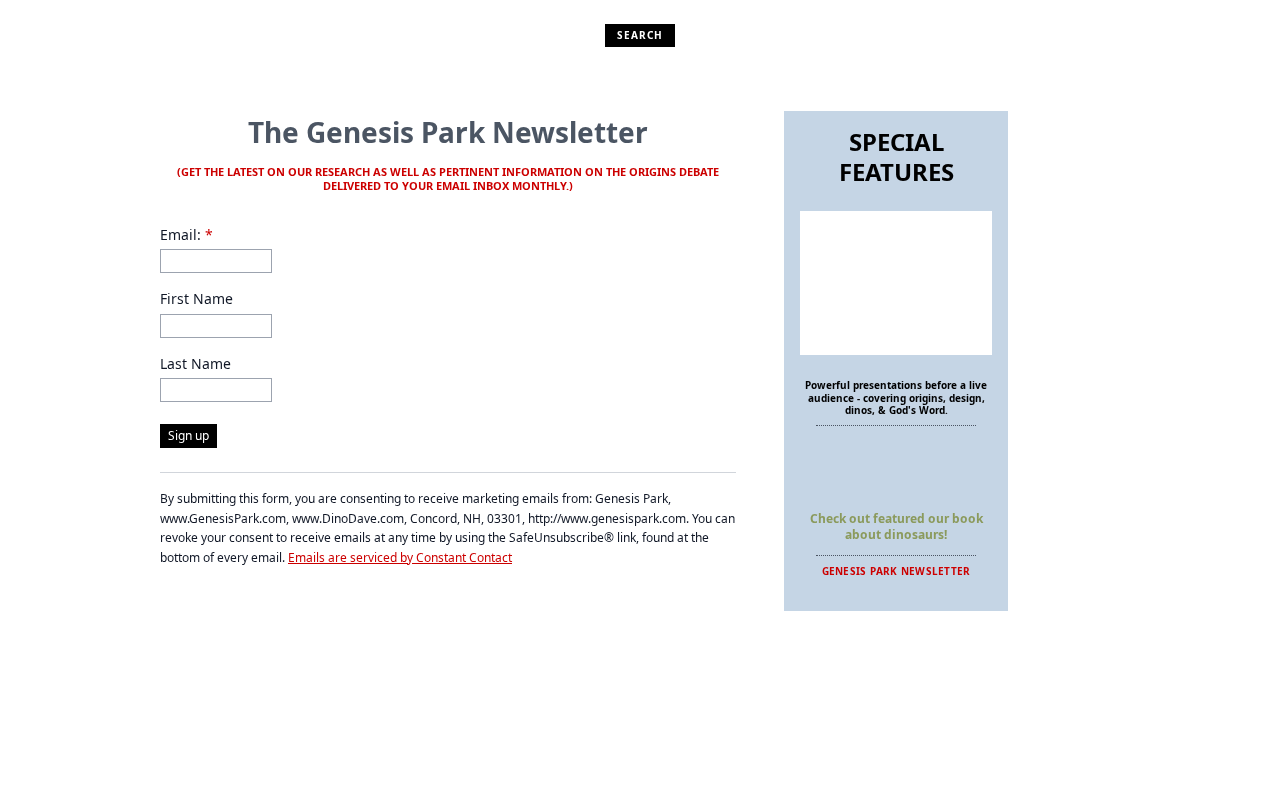 SEARCH
The Genesis Park Newsletter
(GET THE LATEST ON OUR RESEARCH AS WELL AS PERTINENT INFORMATION ON THE ORIGINS DEBATE
DELIVERED TO YOUR EMAIL INBOX MONTHLY.)
Email: *
First Name
Last Name
Sign up
By submitting this form, you are consenting to receive marketing emails from: Genesis Park,
www.GenesisPark.com, www.DinoDave.com, Concord, NH, 03301, http://www.genesispark.com. You can
revoke your consent to receive emails at any time by using the SafeUnsubscribe® link, found at the
bottom of every email. Emails are serviced by Constant Contact
SPECIAL
FEATURES
Powerful presentations before a live
audience - covering origins, design,
dinos, & God's Word.
Check out featured our book
about dinosaurs!
GENESIS PARK NEWSLETTER